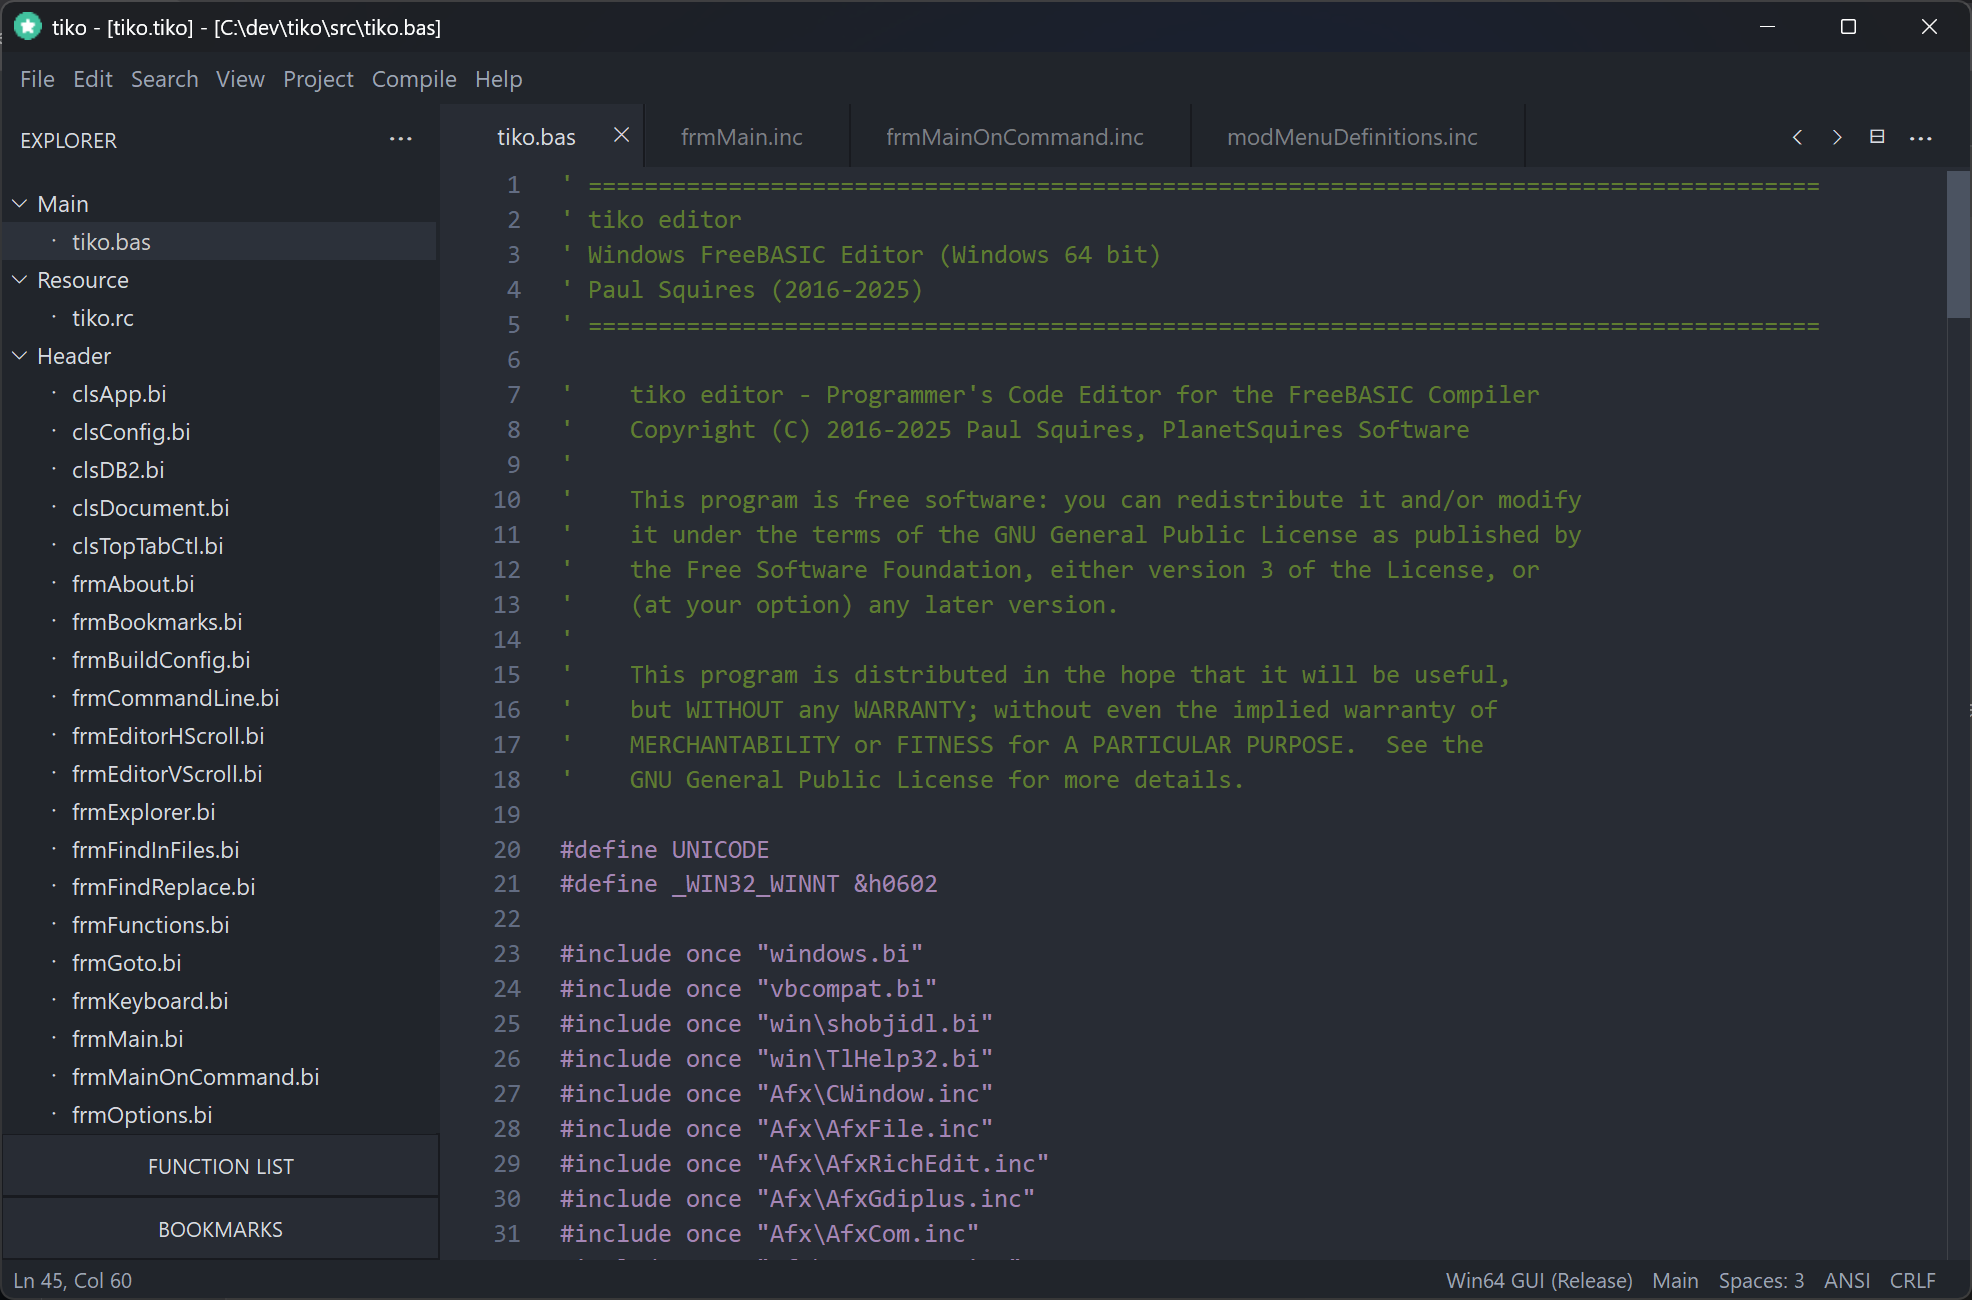 tiko - [tiko.tiko] - [C:\dev\tiko\src\tiko.bas]
File Edit Search View Project Compile Help
EXPLORER
Main
tiko.bas
Resource
tiko.rc
Header
clsApp.bi
clsConfig.bi
clsDB2.bi
clsDocument.bi
clsTopTabCtl.bi
frmAbout.bi
frmBookmarks.bi
frmBuildConfig.bi
frmCommandLine.bi
frmEditorHScroll.bi
frmEditorVScroll.bi
frmExplorer.bi
frmFindInFiles.bi
frmFindReplace.bi
frmFunctions.bi
frmGoto.bi
frmKeyboard.bi
frmMain.bi
frmMainOnCommand.bi
frmOptions.bi
FUNCTION LIST
BOOKMARKS
tiko.bas frmMain.inc frmMainOnCommand.inc modMenuDefinitions.inc
1 ' ========================================================================================
2 ' tiko editor
3 ' Windows FreeBASIC Editor (Windows 64 bit)
4 ' Paul Squires (2016-2025)
5 ' ========================================================================================
6
7 '    tiko editor - Programmer's Code Editor for the FreeBASIC Compiler
8 '    Copyright (C) 2016-2025 Paul Squires, PlanetSquires Software
9 '
10 '    This program is free software: you can redistribute it and/or modify
11 '    it under the terms of the GNU General Public License as published by
12 '    the Free Software Foundation, either version 3 of the License, or
13 '    (at your option) any later version.
14 '
15 '    This program is distributed in the hope that it will be useful,
16 '    but WITHOUT any WARRANTY; without even the implied warranty of
17 '    MERCHANTABILITY or FITNESS for A PARTICULAR PURPOSE.  See the
18 '    GNU General Public License for more details.
19
20 #define UNICODE
21 #define _WIN32_WINNT &h0602
22
23 #include once "windows.bi"
24 #include once "vbcompat.bi"
25 #include once "win\shobjidl.bi"
26 #include once "win\TlHelp32.bi"
27 #include once "Afx\CWindow.inc"
28 #include once "Afx\AfxFile.inc"
29 #include once "Afx\AfxRichEdit.inc"
30 #include once "Afx\AfxGdiplus.inc"
31 #include once "Afx\AfxCom.inc"
Ln 45, Col 60
Win64 GUI (Release) Main Spaces: 3 ANSI CRLF